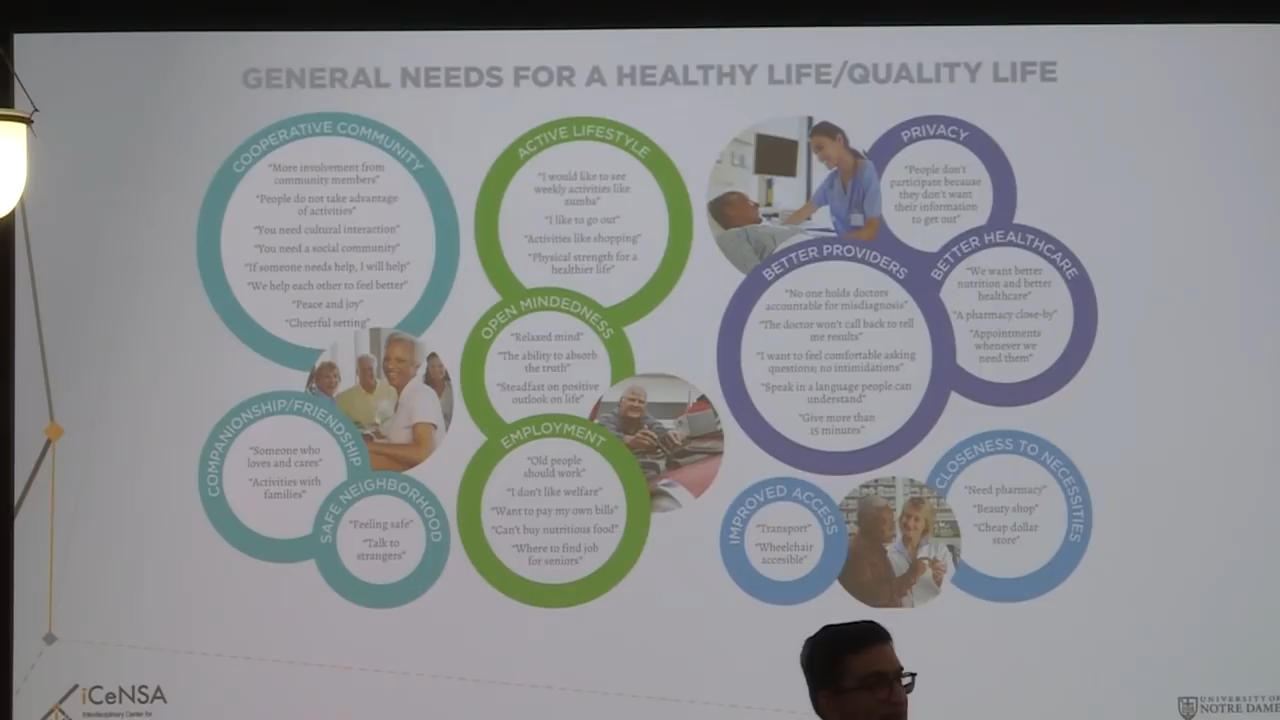 GENERAL NEEDS FOR A HEALTHY LIFE/QUALITY LIFE
COOPERATIVE COMMUNITY
"More involvement from
community members"
"People do not take advantage
of activities"
"You need cultural interaction"
"You need a social community"
"If someone needs help, I will help"
"We help each other to feel better"
"Peace and joy"
"Cheerful setting"
COMPANIONSHIP/FRIENDSHIP
"Someone who
loves and cares"
"Activities with
families"
SAFE NEIGHBORHOOD
"Feeling safe"
"Talk to
strangers"
ACTIVE LIFESTYLE
"I would like to see
weekly activities like
zumba"
"I like to go out"
"Activities like shopping"
"Physical strength for a
healthier life"
OPEN MINDEDNESS
"Relaxed mind"
"The ability to absorb
the truth"
"Steadfast on positive
outlook on life"
EMPLOYMENT
"Old people
should work"
"I don't like welfare"
"Want to pay my own bills"
"Can't buy nutritious food"
"Where to find job
for seniors"
PRIVACY
"People don't
participate because
they don't want
their information
to get out"
BETTER HEALTHCARE
"We want better
nutrition and better
healthcare"
"A pharmacy close-by"
"Appointments
whenever we
need them"
BETTER PROVIDERS
"No one holds doctors
accountable for misdiagnosis"
"The doctor won't call back to tell
me results"
"I want to feel comfortable asking
questions; no intimidations"
"Speak in a language people can
understand"
"Give more than
15 minutes"
IMPROVED ACCESS
"Transport"
"Wheelchair
accesible"
CLOSENESS TO NECESSITIES
"Need pharmacy"
"Beauty shop"
"Cheap dollar
store"
iCeNSA
Interdisciplinary Center for
UNIVERSITY OF
NOTRE DAME